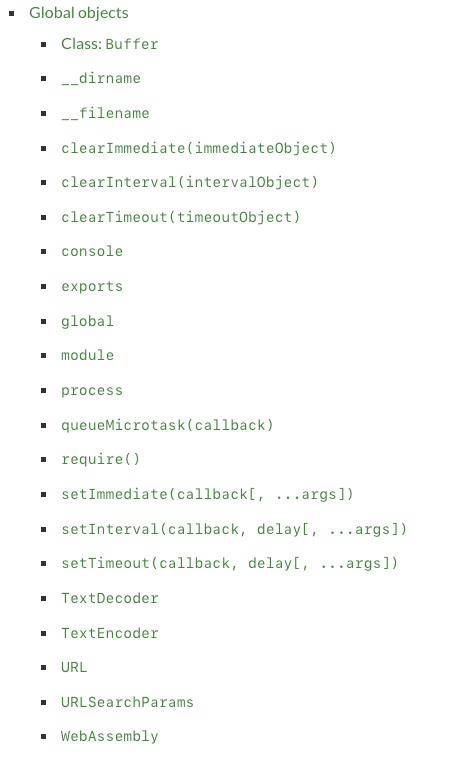 Global objects
Class: Buffer
__dirname
__filename
clearImmediate(immediateObject)
clearInterval(intervalObject)
clearTimeout(timeoutObject)
console
exports
global
module
process
queueMicrotask(callback)
require()
setImmediate(callback[, ...args])
setInterval(callback, delay[, ...args])
setTimeout(callback, delay[, ...args])
TextDecoder
TextEncoder
URL
URLSearchParams
WebAssembly